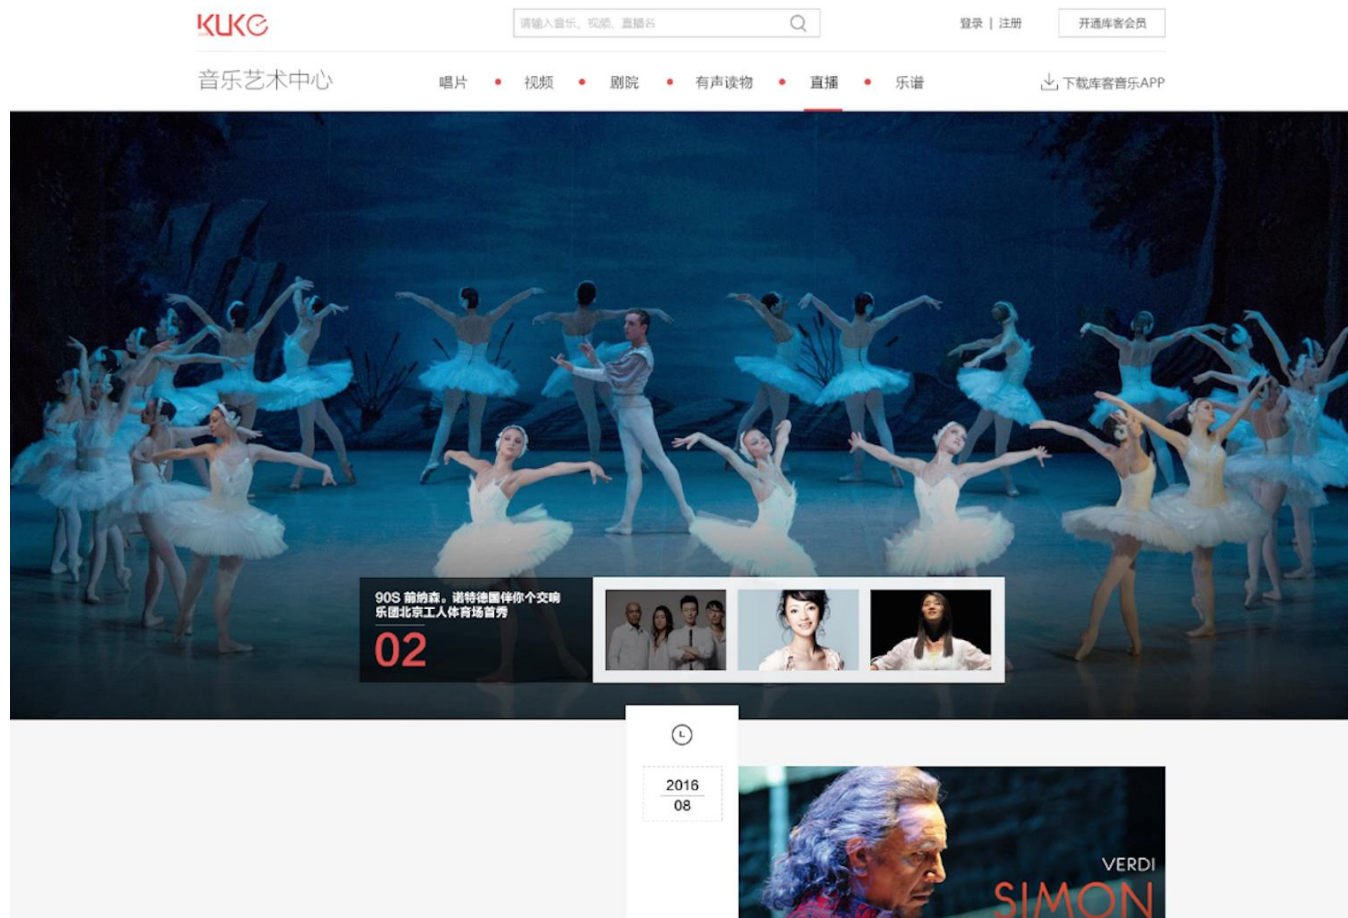 KUKE
请输入音乐、视频、直播名
登录 | 注册
开通库客会员
音乐艺术中心
唱片 • 视频 • 剧院 • 有声读物 • 直播 • 乐谱
下载库客音乐APP
90S 前纳森。诺特德国伴你个交响
乐团北京工人体育场首秀
02
2016
08
VERDI
SIMON